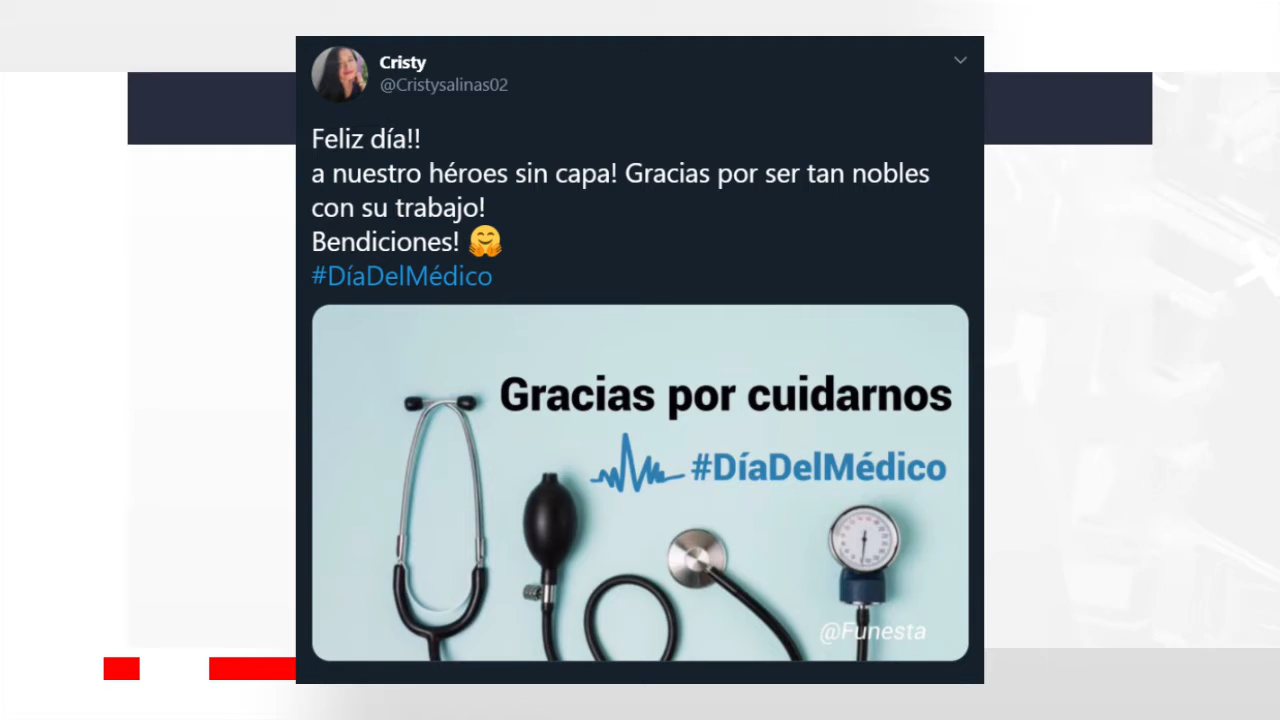 Cristy
@Cristysalinas02
Feliz día!!
a nuestro héroes sin capa! Gracias por ser tan nobles
con su trabajo!
Bendiciones! 🤗
#DíaDelMédico
Gracias por cuidarnos
#DíaDelMédico
@Funesta